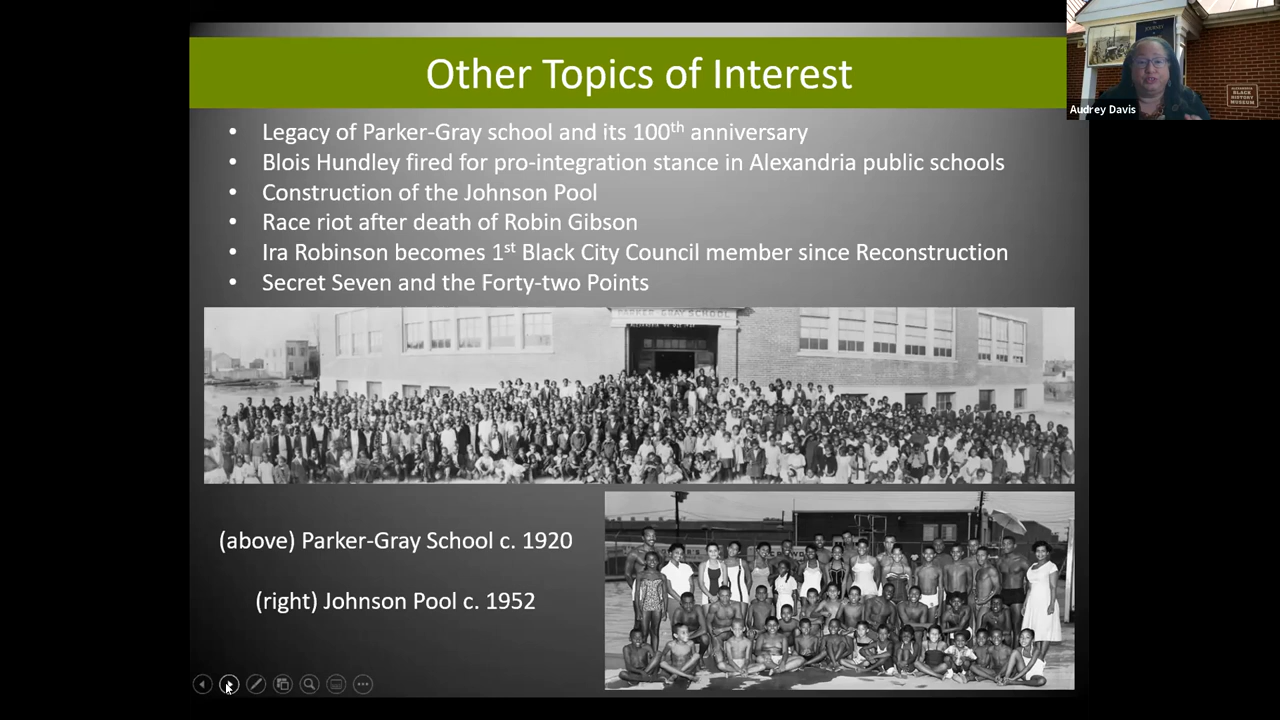 Other Topics of Interest
• Legacy of Parker-Gray school and its 100th anniversary
• Blois Hundley fired for pro-integration stance in Alexandria public schools
• Construction of the Johnson Pool
• Race riot after death of Robin Gibson
• Ira Robinson becomes 1st Black City Council member since Reconstruction
• Secret Seven and the Forty-two Points
PARKER-GRAY SCHOOL
(above) Parker-Gray School c. 1920
(right) Johnson Pool c. 1952
Audrey Davis
BLACK
HISTORY
MUSEUM